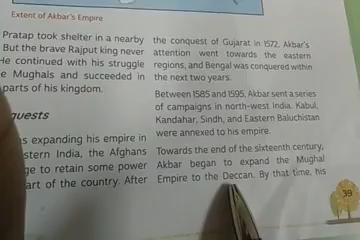 Extent of Akbar's Empire
Pratap took shelter in a nearby
But the brave Rajput king never
He continued with his struggle
e Mughals and succeeded in
parts of his kingdom.
uests
s expanding his empire in
stern India, the Afghans
ge to retain some power
art of the country. After
the conquest of Gujarat in 1572, Akbar's
attention went towards the eastern
regions, and Bengal was conquered within
the next two years.
Between 1585 and 1595, Akbar sent a series
of campaigns in north-west India. Kabul,
Kandahar, Sindh, and Eastern Baluchistan
were annexed to his empire.
Towards the end of the sixteenth century,
Akbar began to expand the Mughal
Empire to the Deccan. By that time, his
39